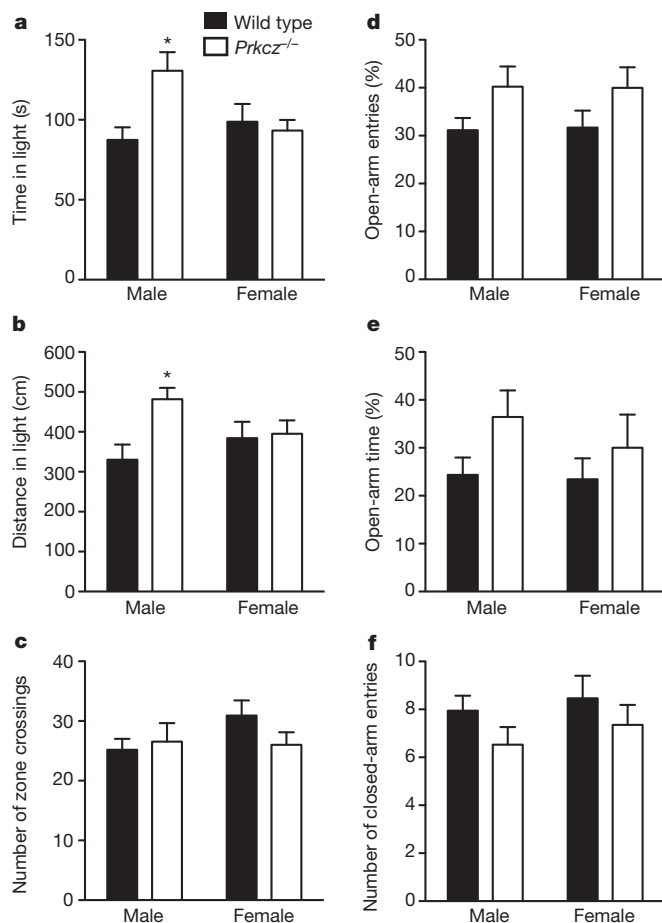 a
Wild type
Prkcz–/–
Time in light (s)
150
100
50
0
*
Male
Female
b
Distance in light (cm)
600
500
400
300
200
100
0
*
Male
Female
c
Number of zone crossings
40
30
20
10
0
Male
Female
d
Open-arm entries (%)
50
40
30
20
10
0
Male
Female
e
Open-arm time (%)
50
40
30
20
10
0
Male
Female
f
Number of closed-arm entries
10
8
6
4
2
0
Male
Female